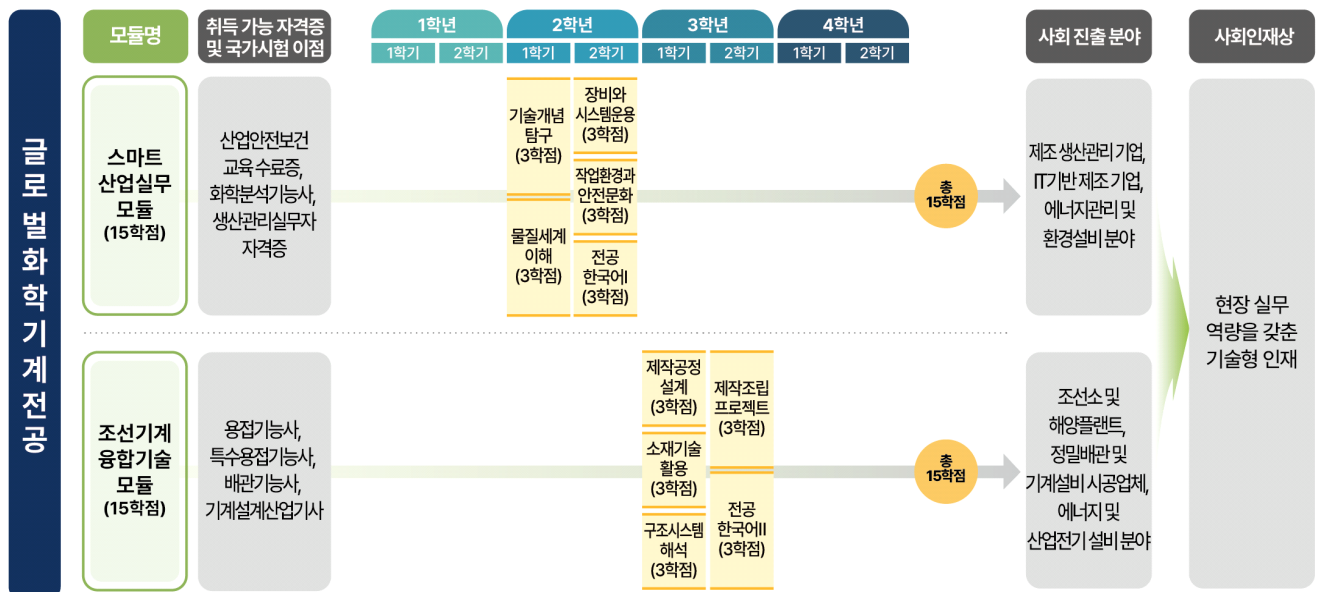 글로벌화학기계전공
모듈명
취득 가능 자격증
및 국가시험 이점
1학년
2학년
3학년
4학년
1학기
2학기
1학기
2학기
1학기
2학기
1학기
2학기
사회 진출 분야
사회인재상
스마트
산업실무
모듈
(15학점)
산업안전보건
교육 수료증,
화학분석기능사,
생산관리실무자
자격증
기술개념
탐구
(3학점)
물질세계
이해
(3학점)
장비와
시스템운용
(3학점)
작업환경과
안전문화
(3학점)
전공
한국어I
(3학점)
총
15학점
제조 생산관리 기업,
IT기반 제조 기업,
에너지관리 및
환경설비 분야
조선기계
융합기술
모듈
(15학점)
용접기능사,
특수용접기능사,
배관기능사,
기계설계산업기사
제작공정
설계
(3학점)
소재기술
활용
(3학점)
구조시스템
해석
(3학점)
제작조립
프로젝트
(3학점)
전공
한국어II
(3학점)
총
15학점
조선소 및
해양플랜트,
정밀배관 및
기계설비 시공업체,
에너지 및
산업전기 설비 분야
현장 실무
역량을 갖춘
기술형 인재